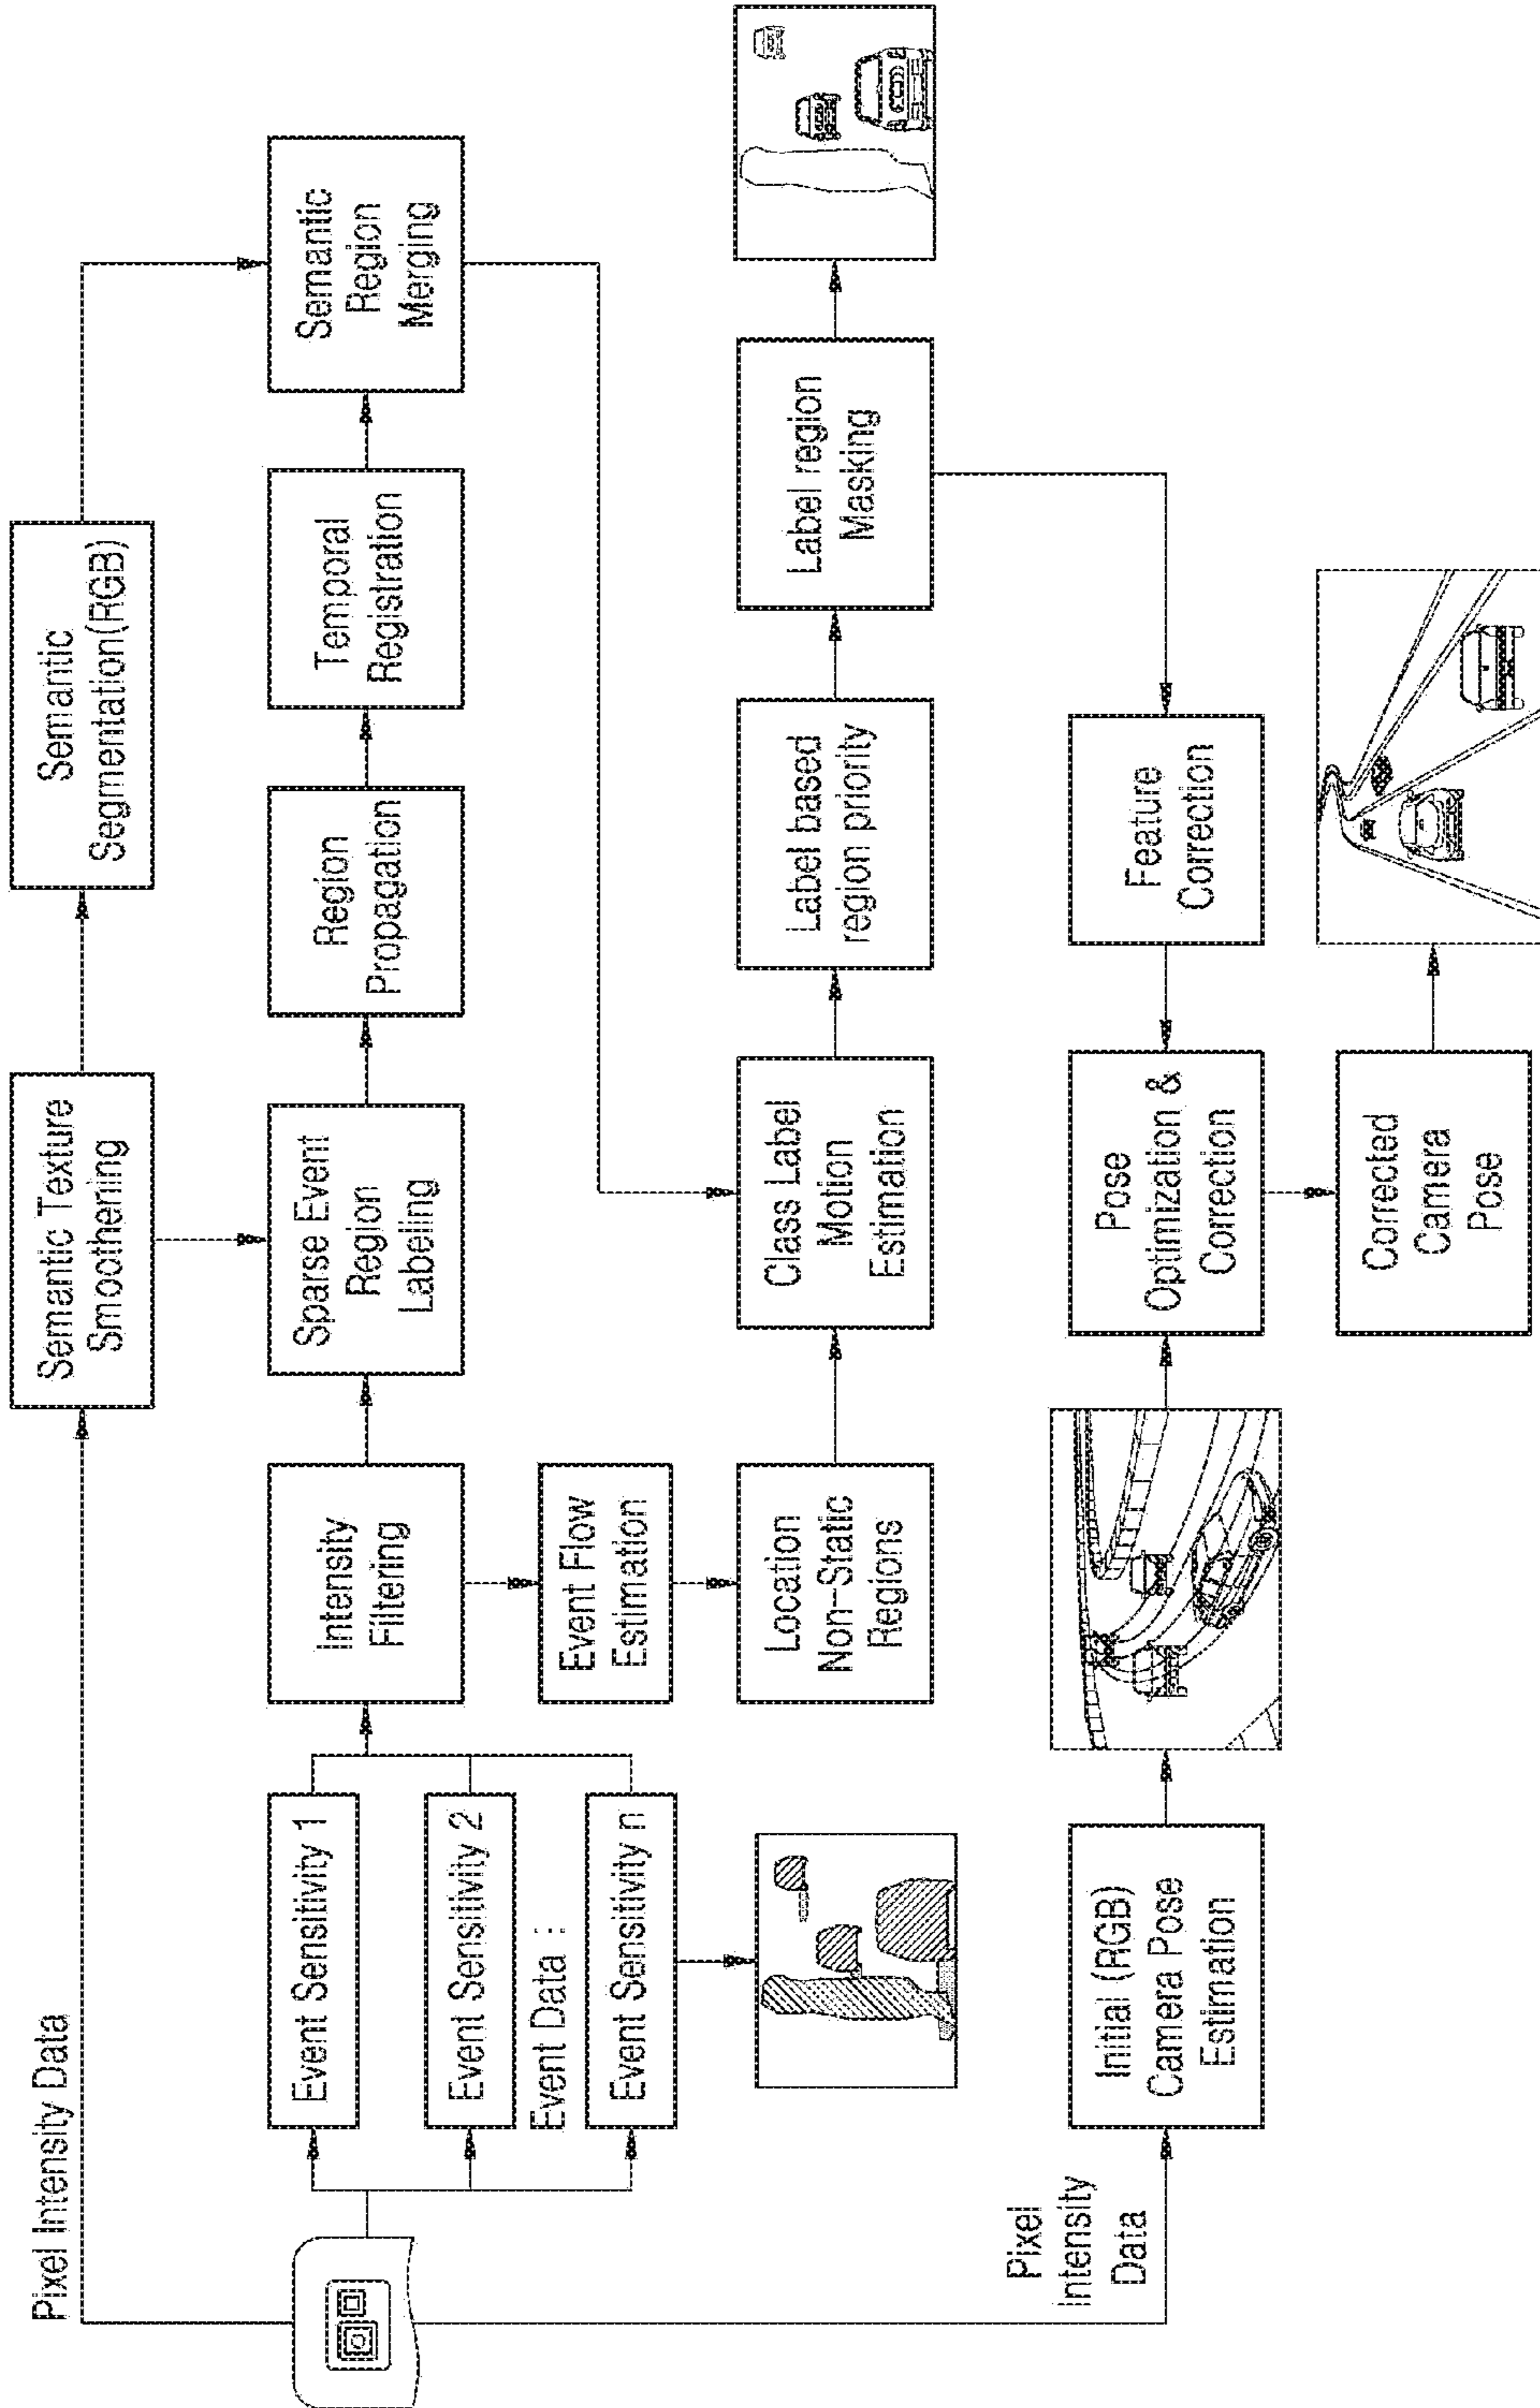 Pixel Intensity Data
Semantic Texture
Smoothening
Semantic
Segmentation(RGB)
Event Sensitivity 1
Event Sensitivity 2
Event Data :
Event Sensitivity n
Intensity
Filtering
Sparse Event
Region
Labeling
Region
Propagation
Temporal
Registration
Semantic
Region
Merging
Event Flow
Estimation
Location
Non-Static
Regions
Class Label
Motion
Estimation
Label based
region priority
Label region
Masking
Pixel
Intensity
Data
Initial (RGB)
Camera Pose
Estimation
Pose
Optimization &
Correction
Feature
Correction
Corrected
Camera
Pose